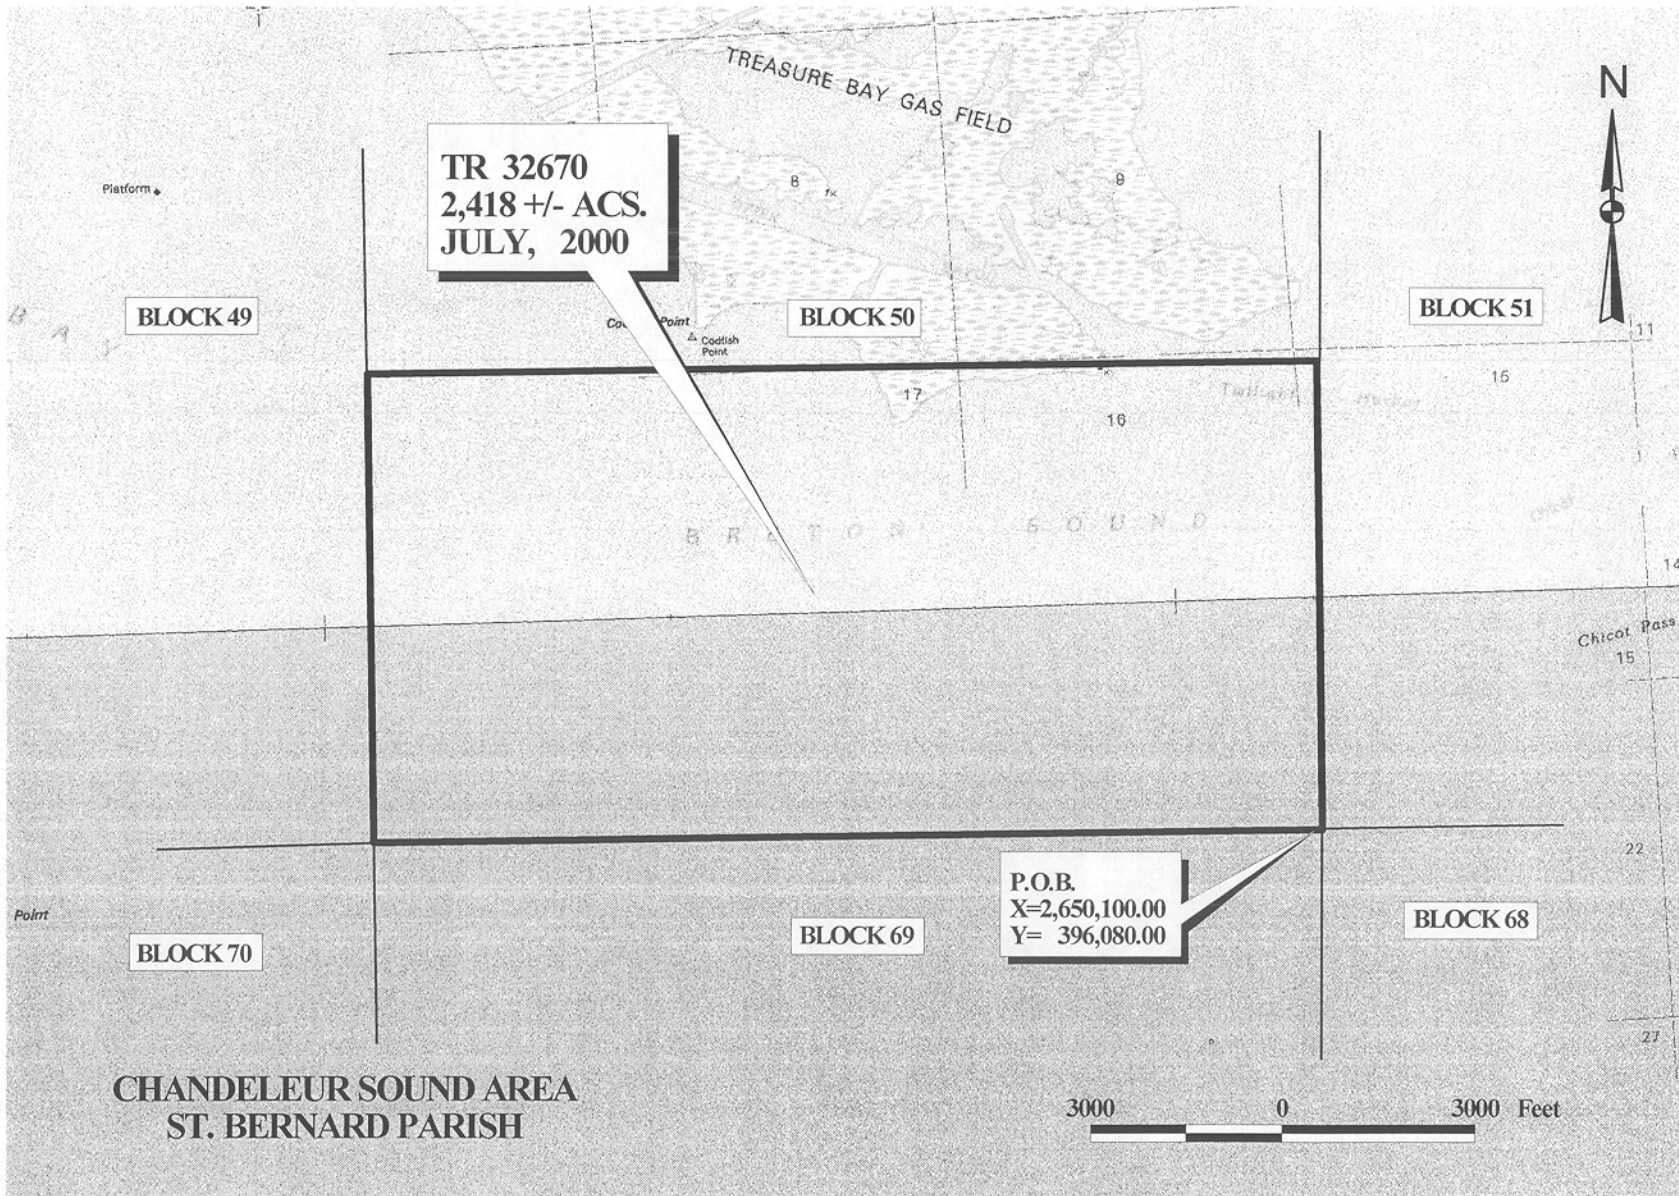 TREASURE BAY GAS FIELD
N
TR 32670
2,418 +/- ACS.
JULY, 2000
Platform
8
9
BLOCK 49
BLOCK 50
BLOCK 51
Point
Codfish
Point
11
17
16
15
BRETON SOUND
14
Chicot Pass
15
22
P.O.B.
X=2,650,100.00
Y= 396,080.00
Point
BLOCK 70
BLOCK 69
BLOCK 68
27
CHANDELEUR SOUND AREA
ST. BERNARD PARISH
3000 0 3000 Feet